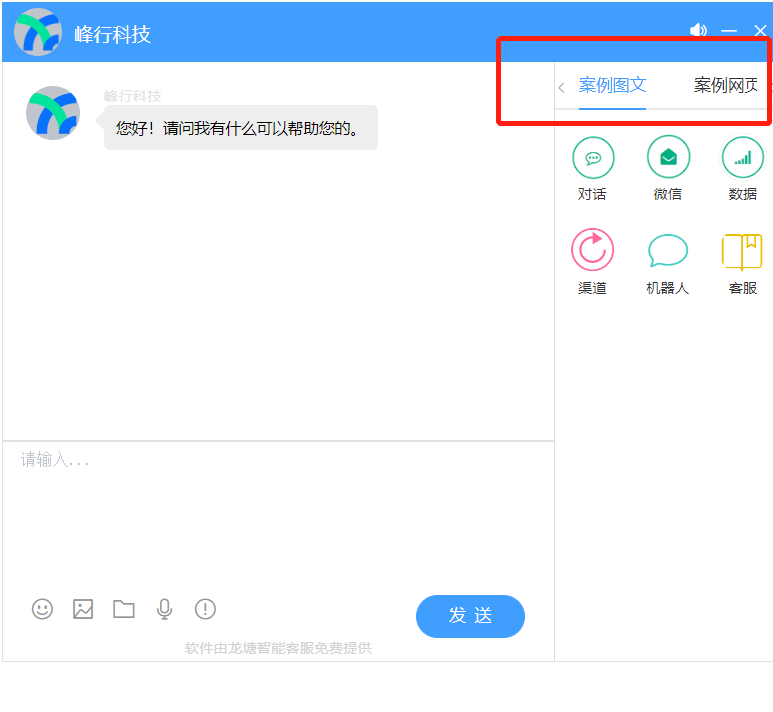 峰行科技
峰行科技
您好！请问我有什么可以帮助您的。
案例图文 案例网页
对话 微信 数据
渠道 机器人 客服
请输入...
发 送
软件由龙塘智能客服免费提供